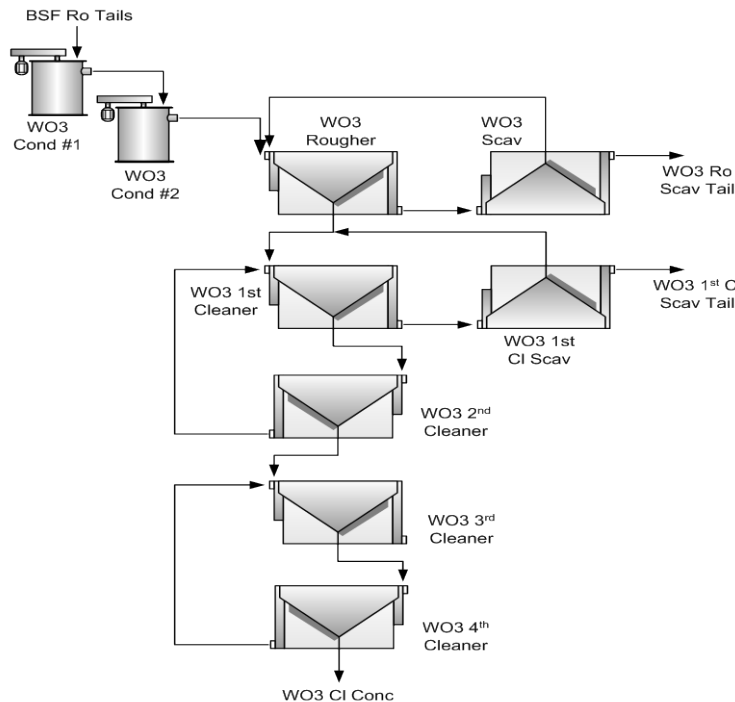 BSF Ro Tails
WO3
Cond #1
WO3
Cond #2
WO3
Rougher
WO3
Scav
WO3 Ro
Scav Tail
WO3 1st
Cleaner
WO3 1st
Cl Scav
WO3 1st C
Scav Tail
WO3 2nd
Cleaner
WO3 3rd
Cleaner
WO3 4th
Cleaner
WO3 Cl Conc